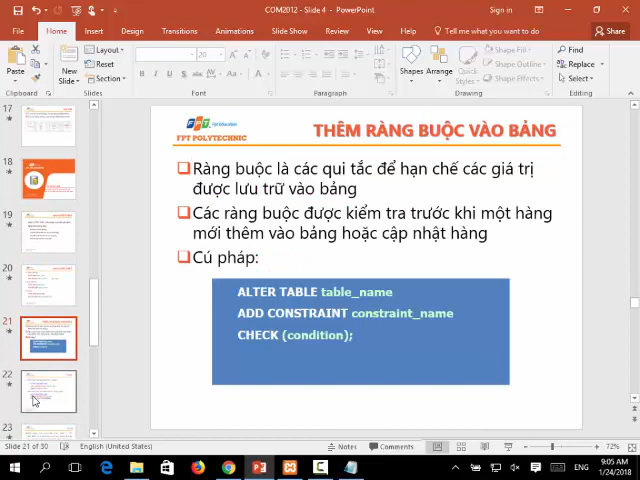 COM2012 - Slide 4 - PowerPoint
Sign in
File
Home
Insert
Design
Transitions
Animations
Slide Show
Review
View
Tell me what you want to do...
Share
Paste
New
Slide
Layout
Reset
Section
20
Shapes
Arrange
Quick
Styles
Shape Fill
Shape Outline
Shape Effects
Find
Replace
Select
Clipboard
Slides
Font
Paragraph
Drawing
Editing
17
18
19
20
21
22
23
FPT Education
FPT POLYTECHNIC
THÊM RÀNG BUỘC VÀO BẢNG
Ràng buộc là các qui tắc để hạn chế các giá trị
được lưu trữ vào bảng
Các ràng buộc được kiểm tra trước khi một hàng
mới thêm vào bảng hoặc cập nhật hàng
Cú pháp:
ALTER TABLE table_name
ADD CONSTRAINT constraint_name
CHECK (condition);
Slide 21 of 30
English (United States)
Notes
Comments
72%
ENG
9:05 AM
1/24/2018